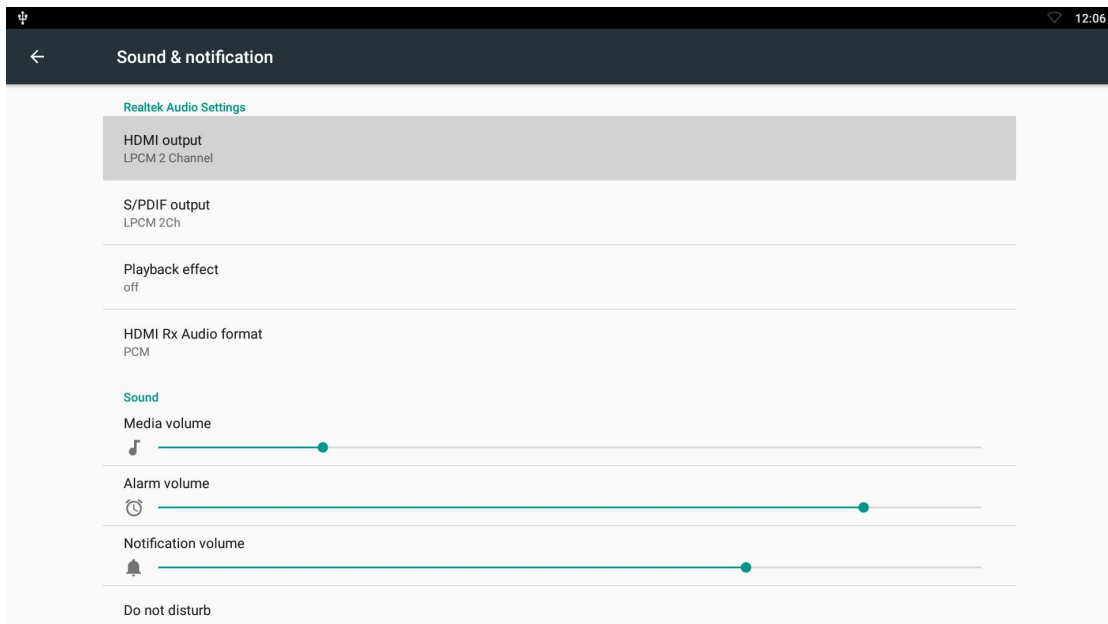 12:06
Sound & notification
Realtek Audio Settings
HDMI output
LPCM 2 Channel
S/PDIF output
LPCM 2Ch
Playback effect
off
HDMI Rx Audio format
PCM
Sound
Media volume
Alarm volume
Notification volume
Do not disturb